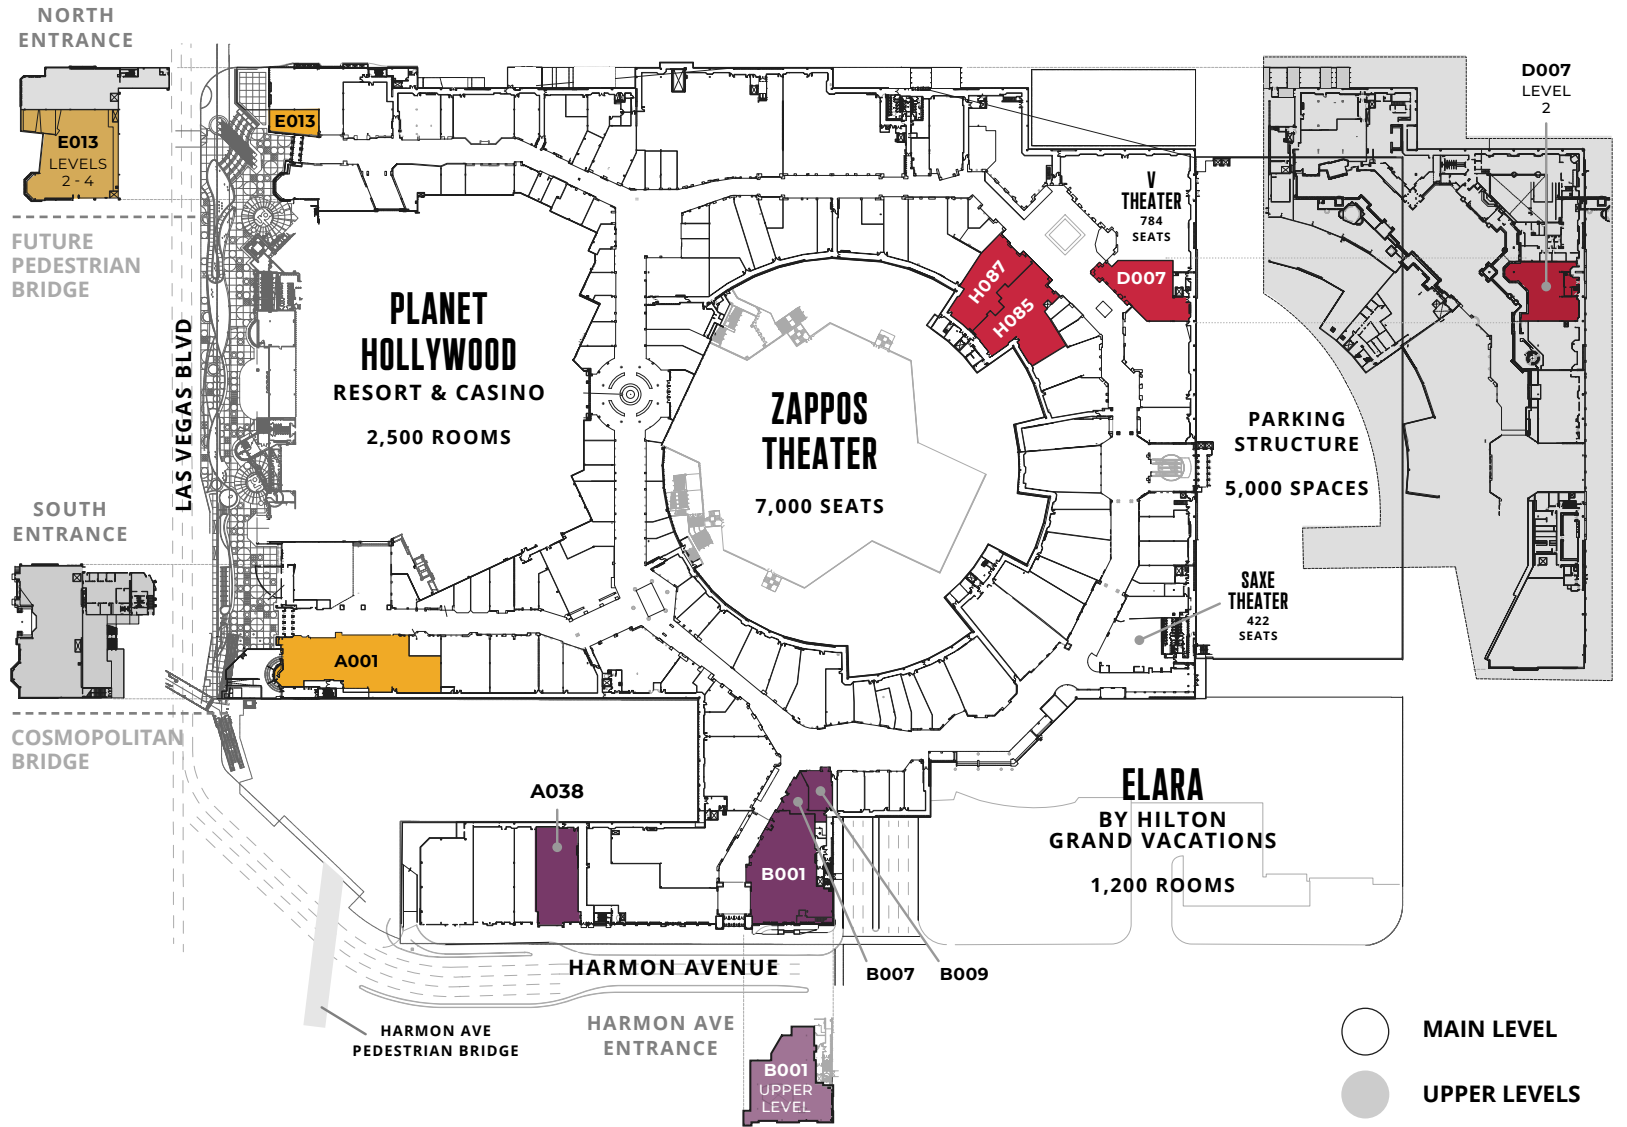 NORTH
ENTRANCE
E013
LEVELS
2 - 4
E013
FUTURE
PEDESTRIAN
BRIDGE
LAS VEGAS BLVD
SOUTH
ENTRANCE
COSMOPOLITAN
BRIDGE
PLANET
HOLLYWOOD
RESORT & CASINO
2,500 ROOMS
ZAPPOS
THEATER
7,000 SEATS
V
THEATER
784
SEATS
D007
H087
H085
D007
LEVEL
2
PARKING
STRUCTURE
5,000 SPACES
SAXE
THEATER
422
SEATS
A001
A038
B001
B007
B009
ELARA
BY HILTON
GRAND VACATIONS
1,200 ROOMS
HARMON AVENUE
HARMON AVE
PEDESTRIAN BRIDGE
HARMON AVE
ENTRANCE
B001
UPPER
LEVEL
MAIN LEVEL
UPPER LEVELS